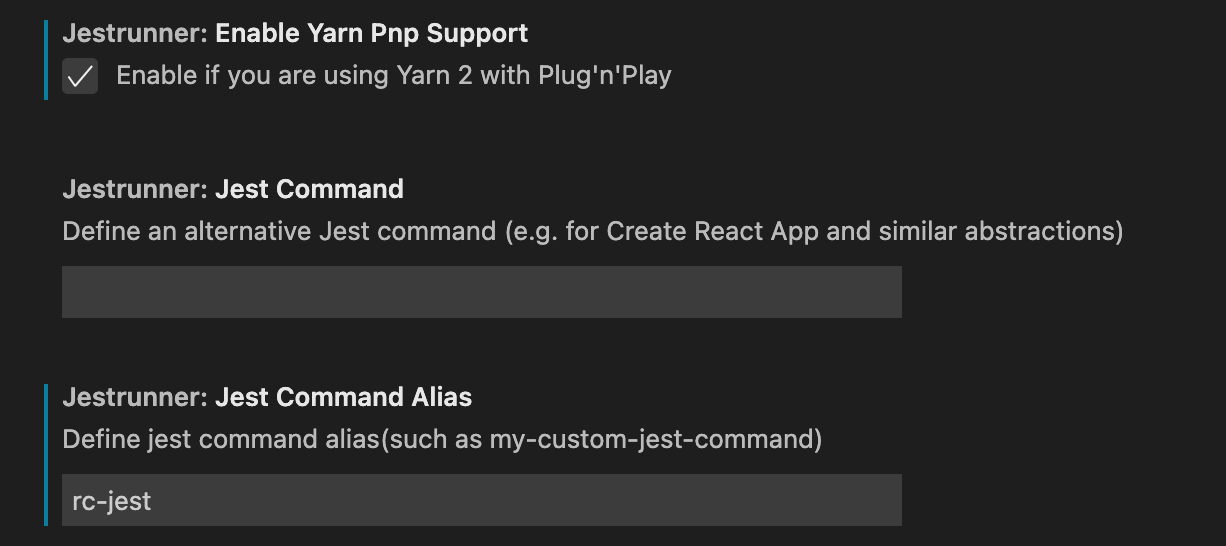 Jestrunner: Enable Yarn Pnp Support
Enable if you are using Yarn 2 with Plug'n'Play
Jestrunner: Jest Command
Define an alternative Jest command (e.g. for Create React App and similar abstractions)
Jestrunner: Jest Command Alias
Define jest command alias(such as my-custom-jest-command)
rc-jest